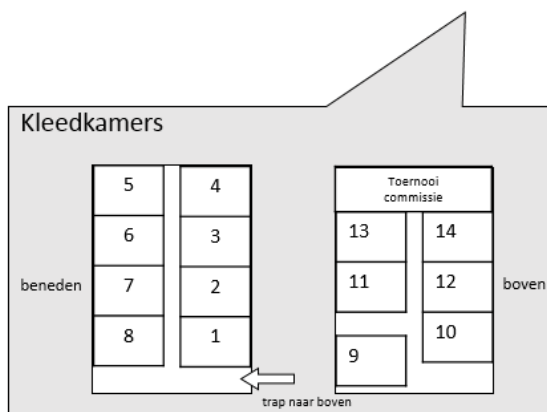 Kleedkamers
5 4
6 3
beneden 7 2
8 1
trap naar boven
Toernooi
commissie
13 14
11 12 boven
10
9